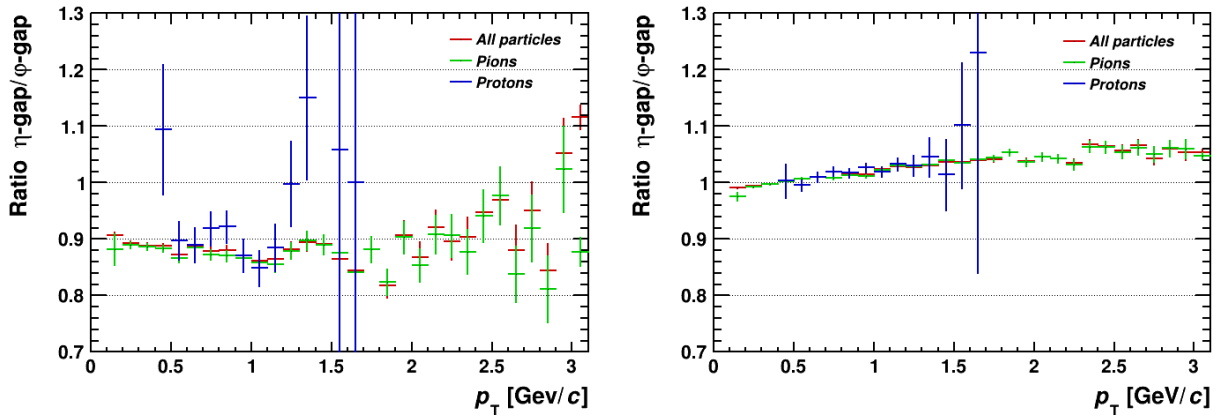 Ratio η-gap/φ-gap
1.3
1.2
1.1
1
0.9
0.8
0.7
All particles
Pions
Protons
0 0.5 1 1.5 2 2.5 3
p_T [Gev/c]
Ratio η-gap/φ-gap
1.3
1.2
1.1
1
0.9
0.8
0.7
All particles
Pions
Protons
0 0.5 1 1.5 2 2.5 3
p_T [GeV/c]